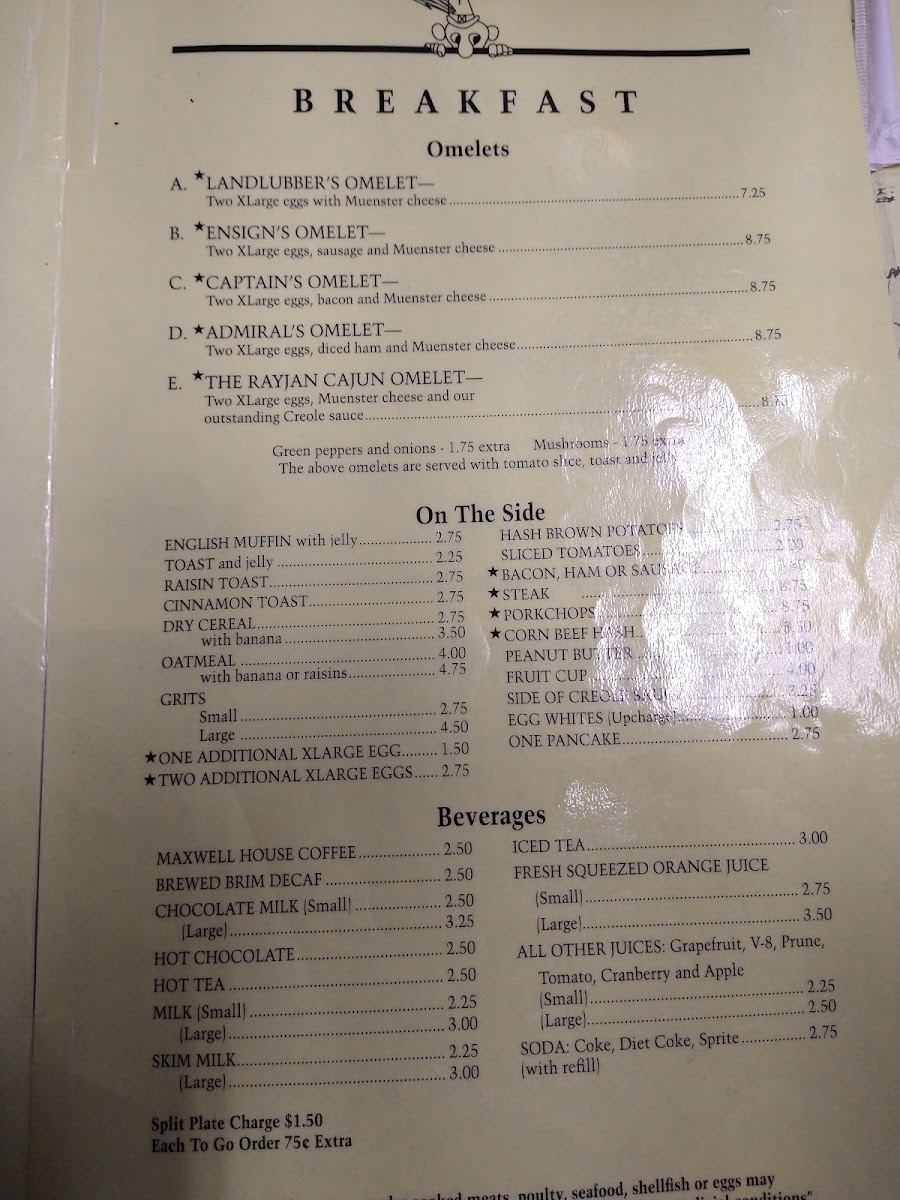 BREAKFAST
Omelets
A. ★LANDLUBBER'S OMELET—
Two XLarge eggs with Muenster cheese 7.25
B. ★ENSIGN'S OMELET—
Two XLarge eggs, sausage and Muenster cheese 8.75
C. ★CAPTAIN'S OMELET—
Two XLarge eggs, bacon and Muenster cheese 8.75
D. ★ADMIRAL'S OMELET—
Two XLarge eggs, diced ham and Muenster cheese 8.75
E. ★THE RAYJAN CAJUN OMELET—
Two XLarge eggs, Muenster cheese and our
outstanding Creole sauce
Green peppers and onions - 1.75 extra Mushrooms - 1.75 extra
The above omelets are served with tomato slice, toast and jelly
On The Side
ENGLISH MUFFIN with jelly 2.75
TOAST and jelly 2.25
RAISIN TOAST 2.75
CINNAMON TOAST 2.75
DRY CEREAL 2.75
with banana 3.50
OATMEAL 4.00
with banana or raisins 4.75
GRITS
Small 2.75
Large 4.50
★ONE ADDITIONAL XLARGE EGG 1.50
★TWO ADDITIONAL XLARGE EGGS 2.75
HASH BROWN POTATOES 2.75
SLICED TOMATOES
★BACON, HAM OR SAUSAGE
★STEAK 8.75
★PORKCHOPS 8.75
★CORN BEEF HASH
PEANUT BUTTER 1.00
FRUIT CUP 4.00
SIDE OF CREOLE SAUCE 3.25
EGG WHITES (Upcharge) 1.00
ONE PANCAKE 2.75
Beverages
MAXWELL HOUSE COFFEE 2.50
BREWED BRIM DECAF 2.50
CHOCOLATE MILK (Small) 2.50
(Large) 3.25
HOT CHOCOLATE 2.50
HOT TEA 2.50
MILK (Small) 2.25
(Large) 3.00
SKIM MILK 2.25
(Large) 3.00
ICED TEA 3.00
FRESH SQUEEZED ORANGE JUICE
(Small) 2.75
(Large) 3.50
ALL OTHER JUICES: Grapefruit, V-8, Prune,
Tomato, Cranberry and Apple
(Small) 2.25
(Large) 2.50
SODA: Coke, Diet Coke, Sprite 2.75
(with refill)
Split Plate Charge $1.50
Each To Go Order 75¢ Extra
meats, poulty, seafood, shellfish or eggs may
conditions"